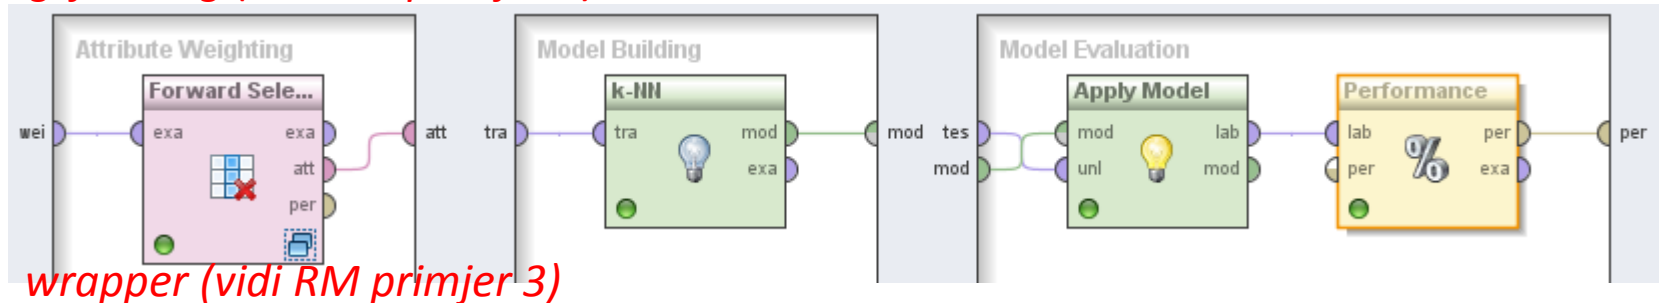 Attribute Weighting
Forward Sele...
wei
exa
exa
att
att
per
Model Building
k-NN
tra
tra
mod
mod
exa
Model Evaluation
Apply Model
tes
mod
mod
unl
lab
mod
Performance
lab
per
per
exa
per
%
wrapper (vidi RM primjer 3)